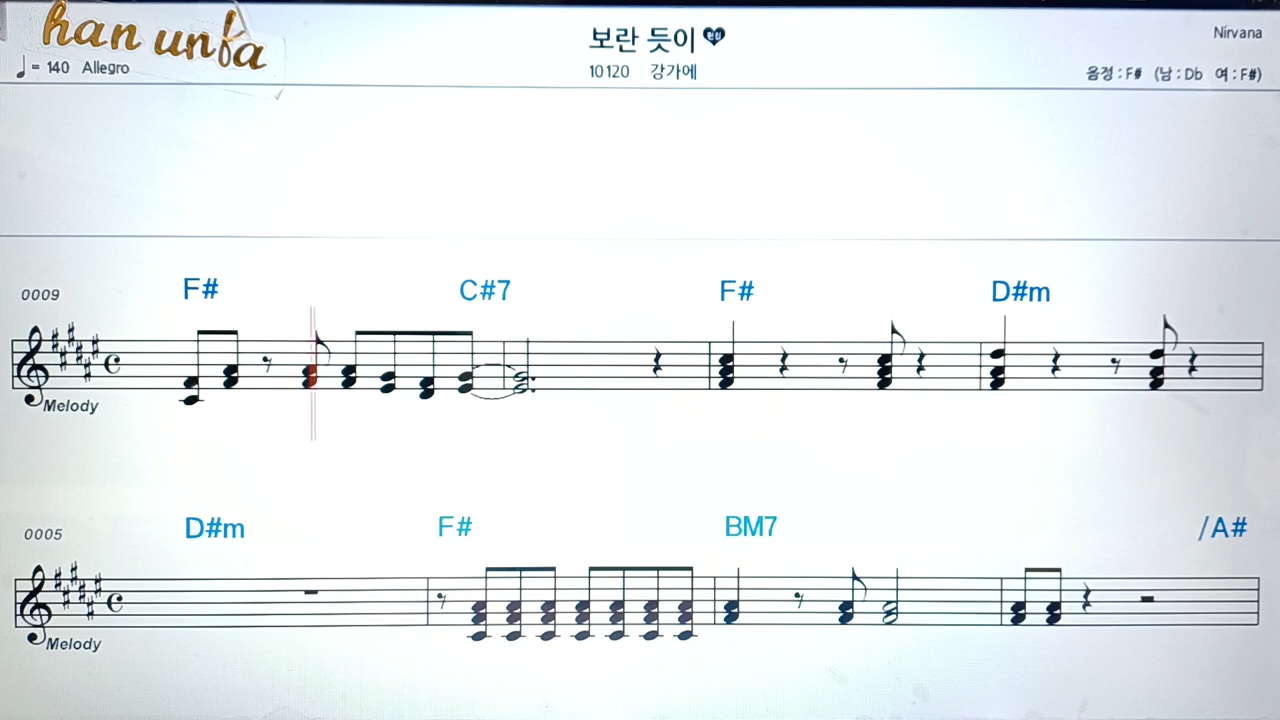 han unfa
보란 듯이
Nirvana
♩= 140 Allegro
10120 강가에
음정 : F# (남 : Db 여 : F#)
0009
F# C#7 F# D#m
Melody
0005
D#m F# BM7 /A#
Melody